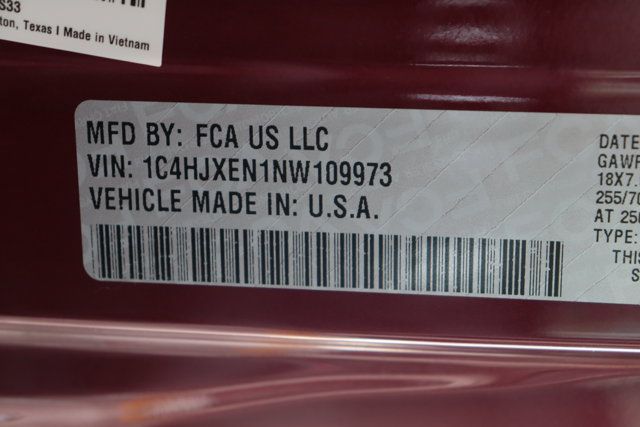 S33
ton, Texas | Made in Vietnam
MFD BY: FCA US LLC
VIN: 1C4HJXEN1NW109973
VEHICLE MADE IN: U.S.A.
DATE
GAWR
18X7.
255/70
AT 250
TYPE:
THIS
S